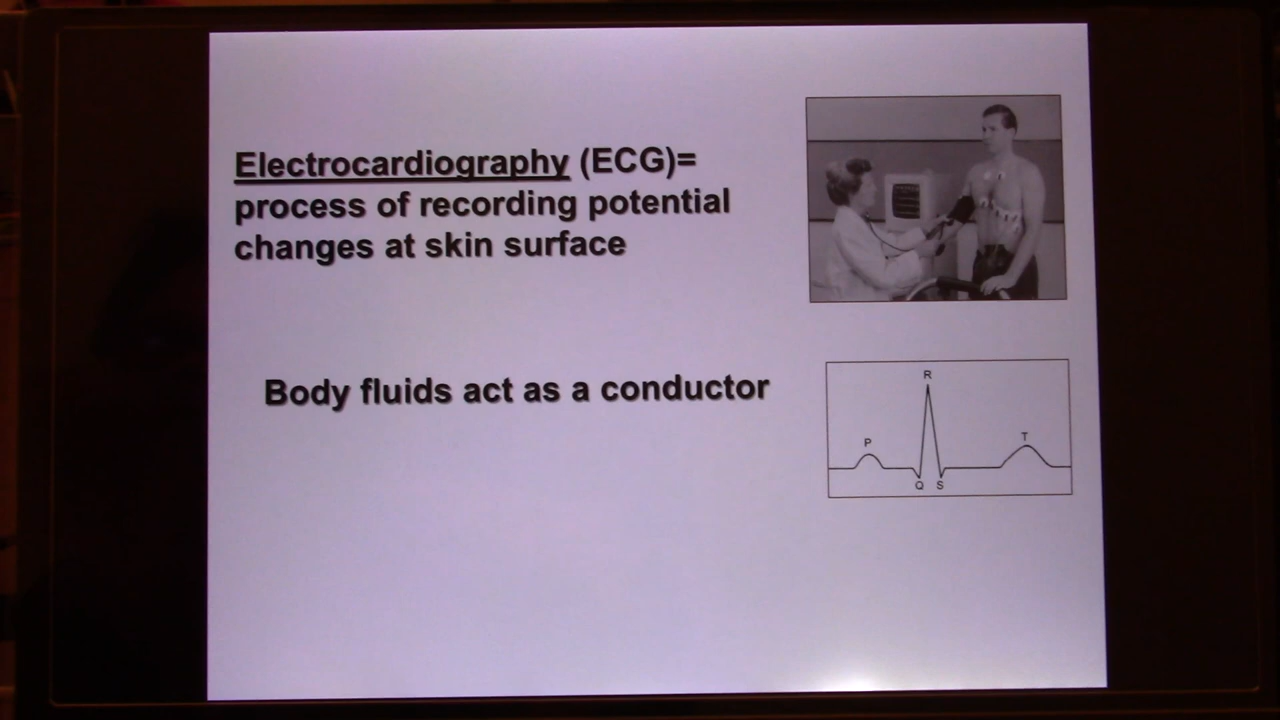 Electrocardiography (ECG)=
process of recording potential
changes at skin surface
Body fluids act as a conductor
R
P
T
Q S